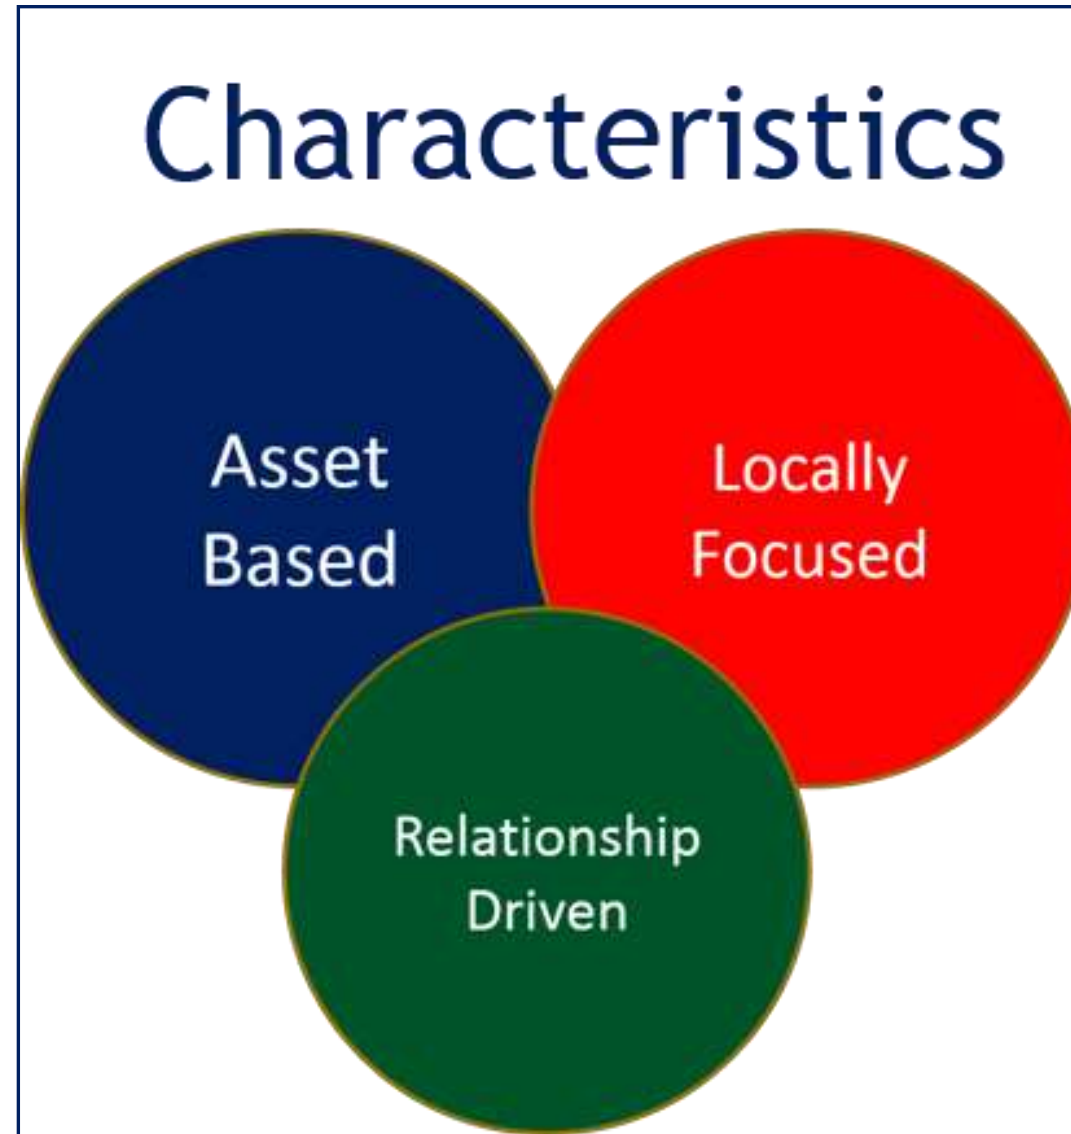 Characteristics
Asset
Based
Locally
Focused
Relationship
Driven